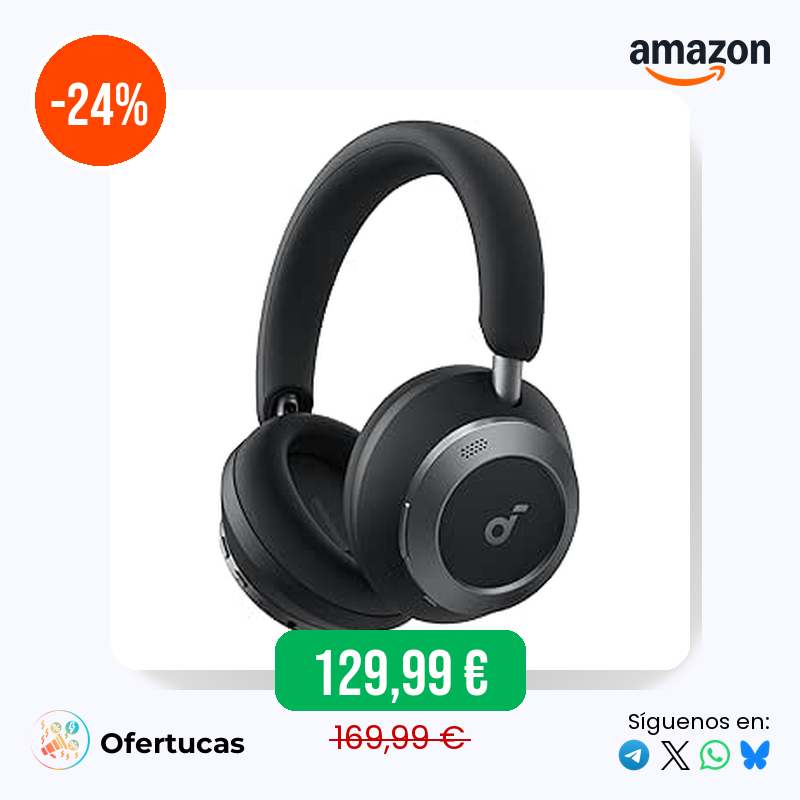 -24%
amazon
129,99 €
169,99 €
Ofertucas
Síguenos en: